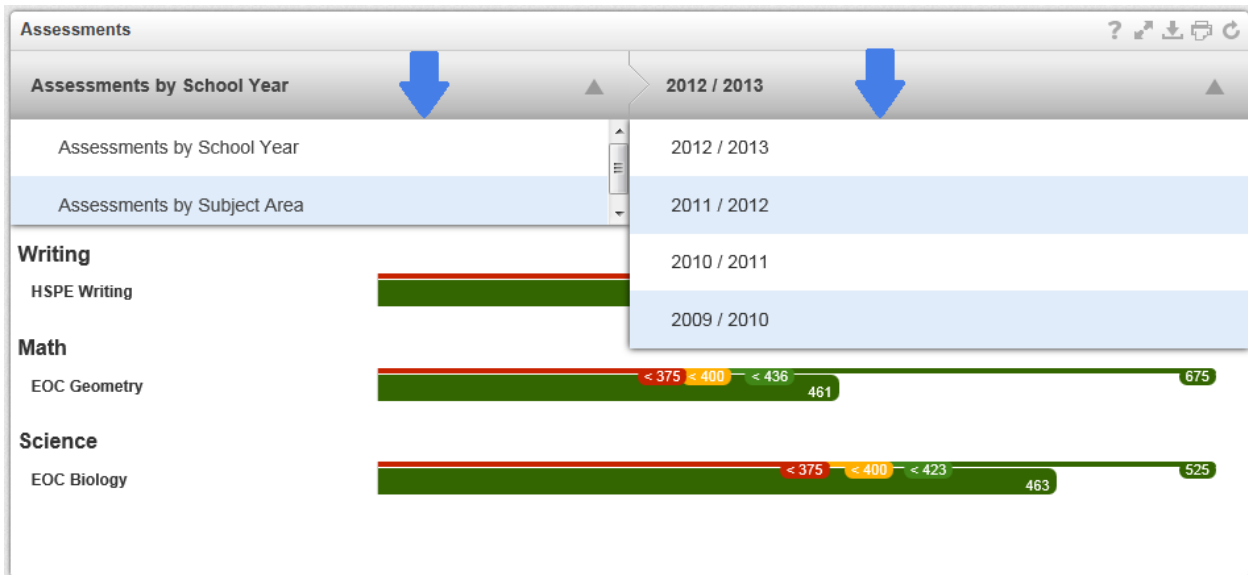 Assessments
?
Assessments by School Year
2012 / 2013
Assessments by School Year
2012 / 2013
Assessments by Subject Area
2011 / 2012
2010 / 2011
2009 / 2010
Writing
HSPE Writing
Math
EOC Geometry
< 375 < 400 < 436 675
461
Science
EOC Biology
< 375 < 400 < 423 525
463